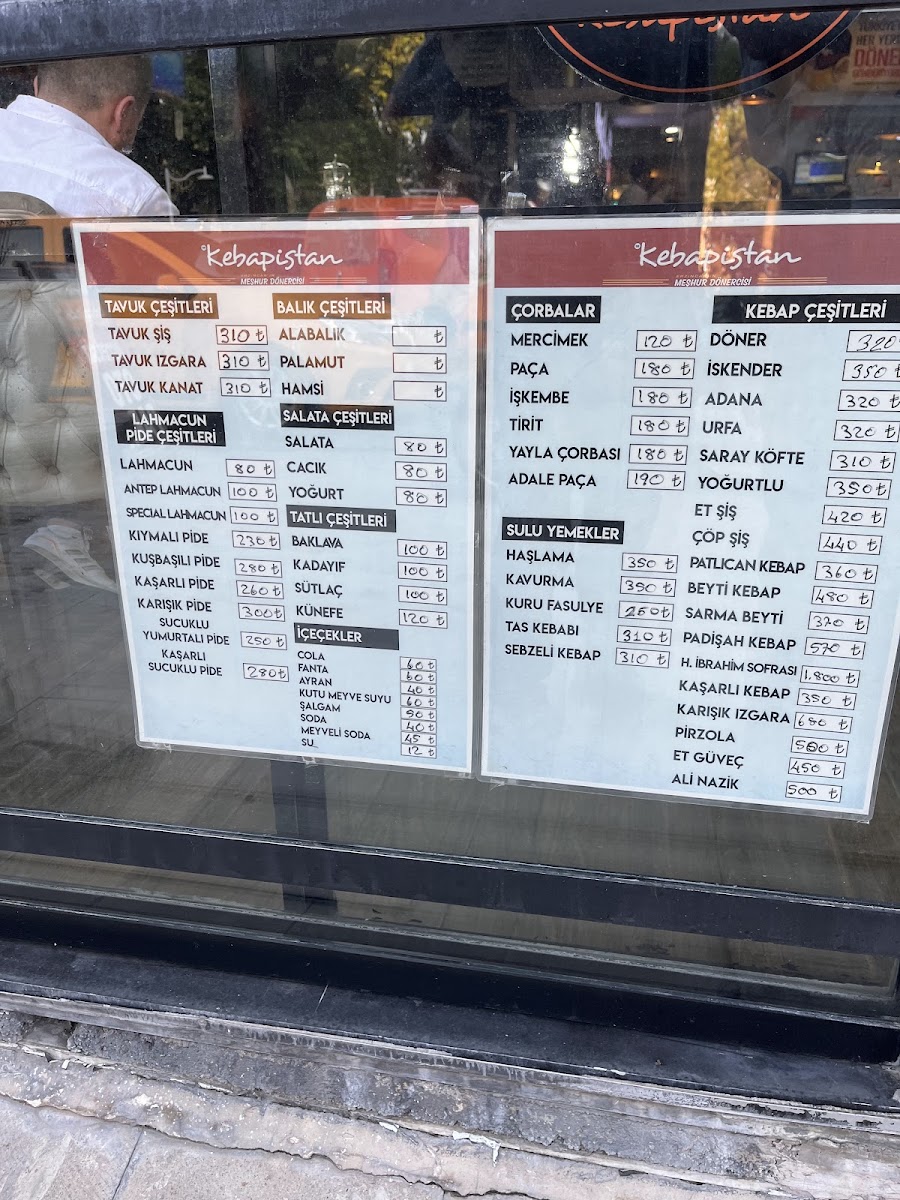 Kebapistan
TÜRKİYE
HER YER
DÖNER
Kebapistan
MEŞHUR DÖNERCİSİ
TAVUK ÇEŞİTLERİ
TAVUK ŞİŞ 310 ₺
TAVUK IZGARA 310 ₺
TAVUK KANAT 310 ₺
LAHMACUN
PİDE ÇEŞİTLERİ
LAHMACUN 80 ₺
ANTEP LAHMACUN 100 ₺
SPECIAL LAHMACUN 100 ₺
KIYMALI PİDE 230 ₺
KUŞBAŞILI PİDE 280 ₺
KAŞARLI PİDE 260 ₺
KARIŞIK PİDE 300 ₺
SUCUKLU
YUMURTALI PİDE 250 ₺
KAŞARLI
SUCUKLU PİDE 280 ₺
BALIK ÇEŞİTLERİ
ALABALIK ₺
PALAMUT ₺
HAMSİ ₺
SALATA ÇEŞİTLERİ
SALATA 80 ₺
CACIK 80 ₺
YOĞURT 80 ₺
TATLI ÇEŞİTLERİ
BAKLAVA 100 ₺
KADAYIF 100 ₺
SÜTLAÇ 100 ₺
KÜNEFE 120 ₺
İÇEÇEKLER
COLA 60 ₺
FANTA 60 ₺
AYRAN 40 ₺
KUTU MEYVE SUYU 60 ₺
ŞALGAM 50 ₺
SODA 40 ₺
MEYVELİ SODA 45 ₺
SU... 12 ₺
Kebapistan
MEŞHUR DÖNERCİSİ
ÇORBALAR
MERCİMEK 120 ₺
PAÇA 180 ₺
İŞKEMBE 180 ₺
TİRİT 180 ₺
YAYLA ÇORBASI 180 ₺
ADALE PAÇA 190 ₺
SULU YEMEKLER
HAŞLAMA 350 ₺
KAVURMA 390 ₺
KURU FASULYE 250 ₺
TAS KEBABI 310 ₺
SEBZELİ KEBAP 310 ₺
KEBAP ÇEŞİTLERİ
DÖNER 320
İSKENDER 350 ₺
ADANA 320 ₺
URFA 320 ₺
SARAY KÖFTE 310 ₺
YOĞURTLU 350 ₺
ET ŞİŞ 420 ₺
ÇÖP ŞİŞ 440 ₺
PATLICAN KEBAP 360 ₺
BEYTİ KEBAP 480 ₺
SARMA BEYTİ 370 ₺
PADİŞAH KEBAP 570 ₺
H. İBRAHİM SOFRASI 1.800 ₺
KAŞARLI KEBAP 350 ₺
KARIŞIK IZGARA 680 ₺
PİRZOLA 500 ₺
ET GÜVEÇ 450 ₺
ALİ NAZİK 500 ₺